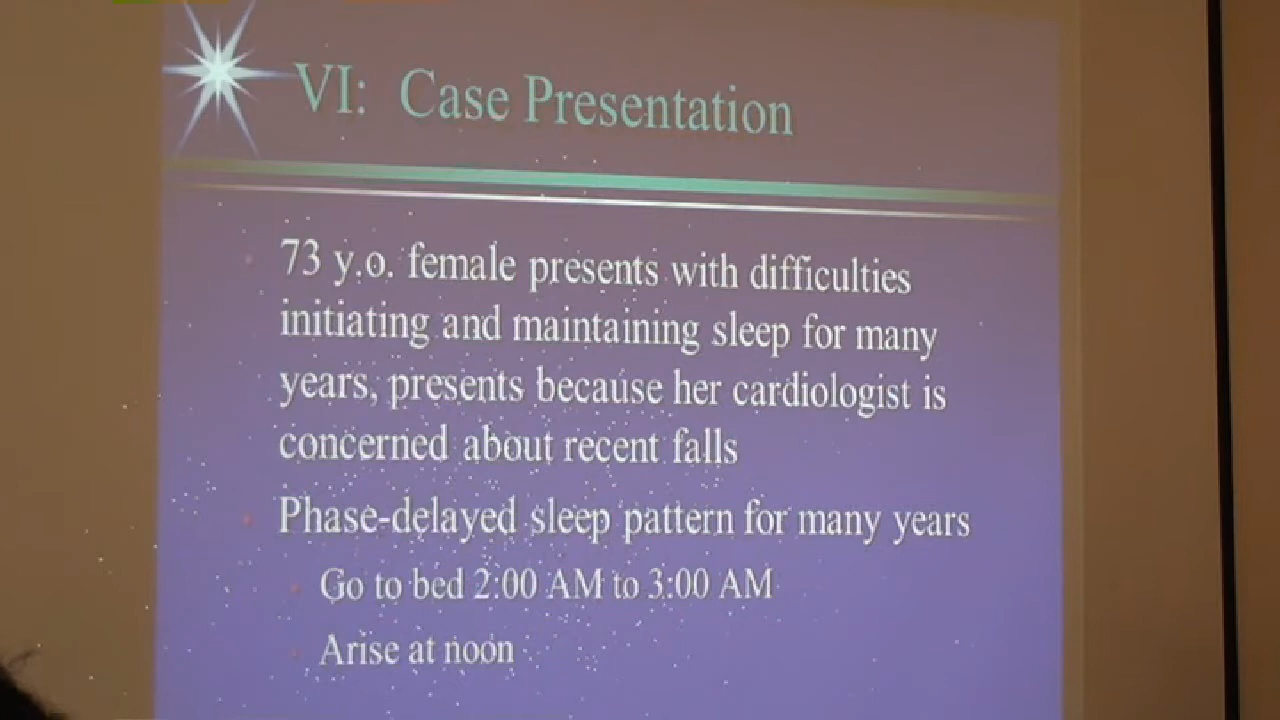 VI: Case Presentation
73 y.o. female presents with difficulties
initiating and maintaining sleep for many
years, presents because her cardiologist is
concerned about recent falls
Phase-delayed sleep pattern for many years
Go to bed 2:00 AM to 3:00 AM
Arise at noon